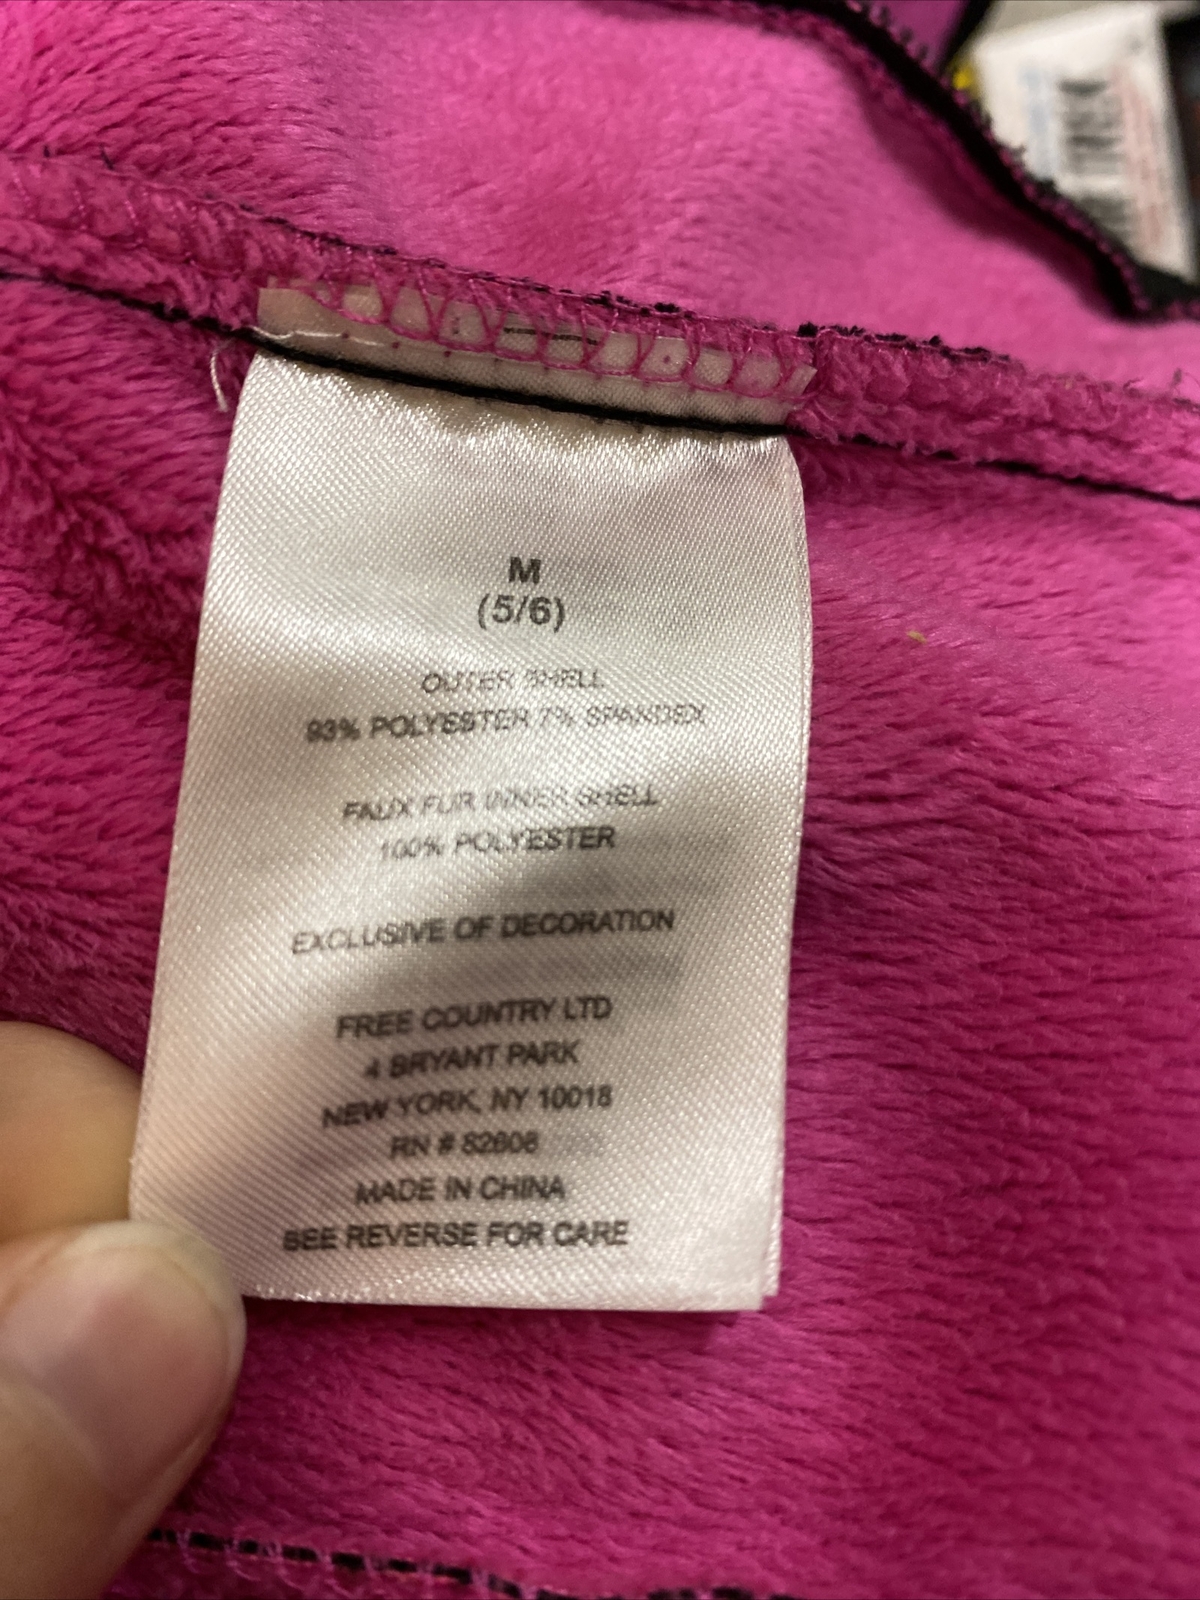 M
(5/6)
OUTER SHELL
93% POLYESTER 7% SPANDEX
FAUX FUR INNER SHELL
100% POLYESTER
EXCLUSIVE OF DECORATION
FREE COUNTRY LTD
4 BRYANT PARK
NEW YORK, NY 10018
RN # 82608
MADE IN CHINA
SEE REVERSE FOR CARE